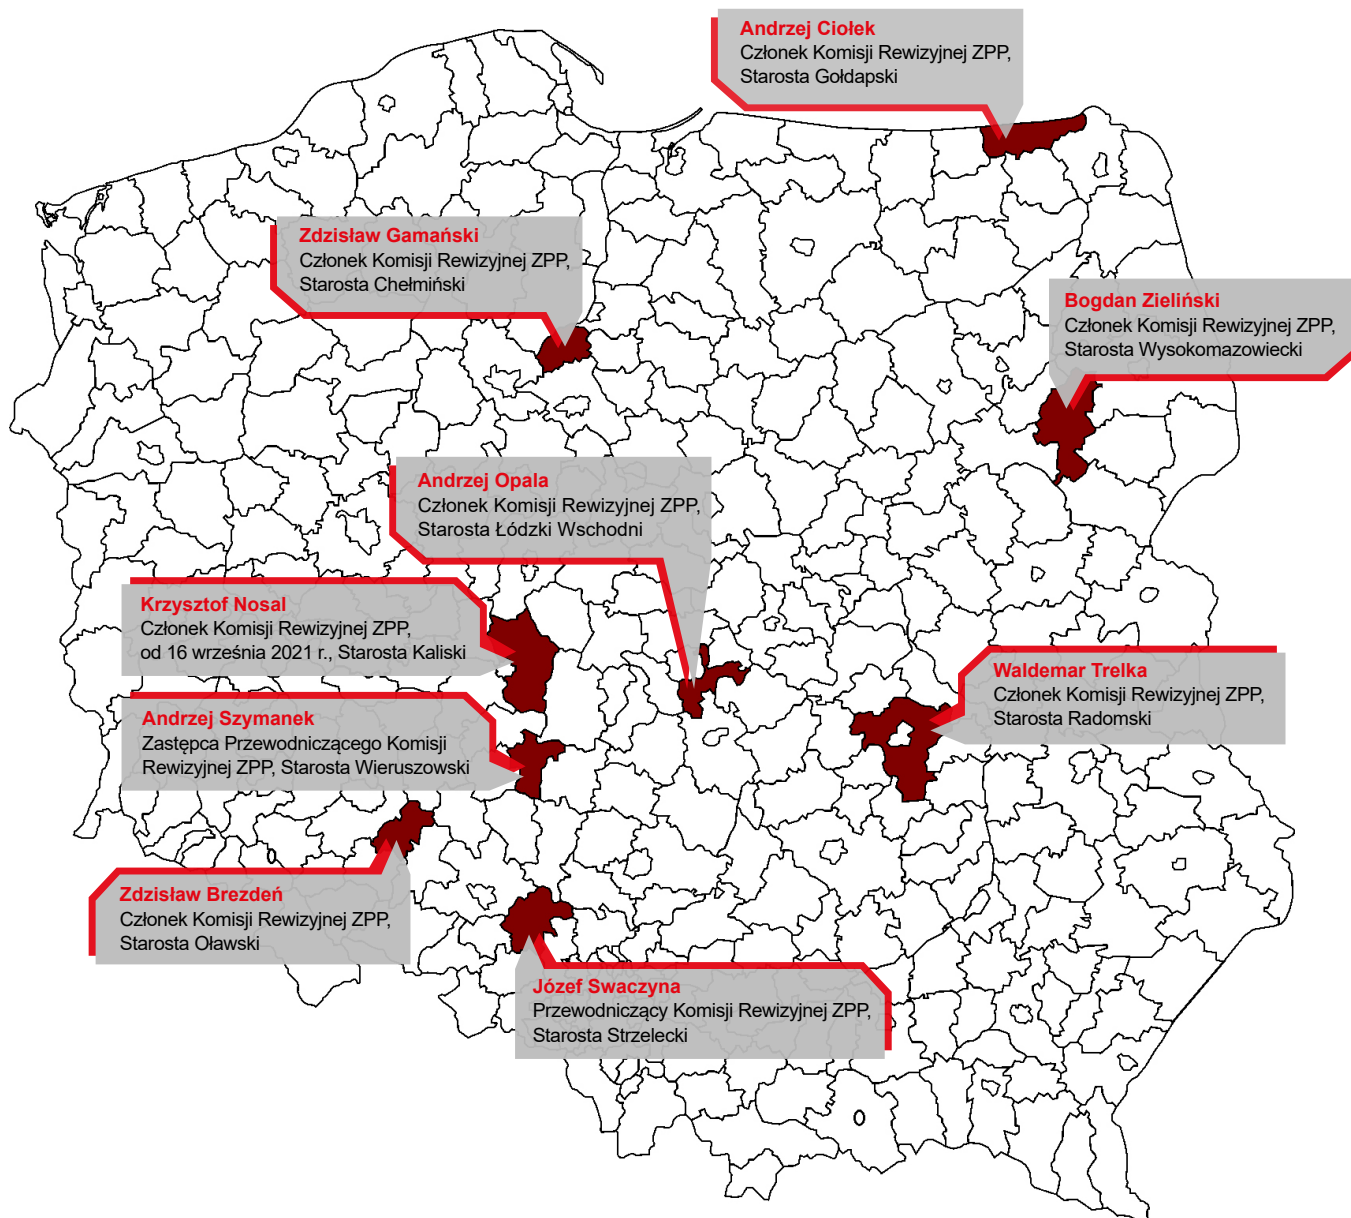 Andrzej Ciołek
Członek Komisji Rewizyjnej ZPP,
Starosta Gołdapski
Zdzisław Gamański
Członek Komisji Rewizyjnej ZPP,
Starosta Chełmiński
Bogdan Zieliński
Członek Komisji Rewizyjnej ZPP,
Starosta Wysokomazowiecki
Andrzej Opala
Członek Komisji Rewizyjnej ZPP,
Starosta Łódzki Wschodni
Krzysztof Nosal
Członek Komisji Rewizyjnej ZPP,
od 16 września 2021 r., Starosta Kaliski
Waldemar Trelka
Członek Komisji Rewizyjnej ZPP,
Starosta Radomski
Andrzej Szymanek
Zastępca Przewodniczącego Komisji
Rewizyjnej ZPP, Starosta Wieruszowski
Zdzisław Brezdeń
Członek Komisji Rewizyjnej ZPP,
Starosta Oławski
Józef Swaczyna
Przewodniczący Komisji Rewizyjnej ZPP,
Starosta Strzelecki